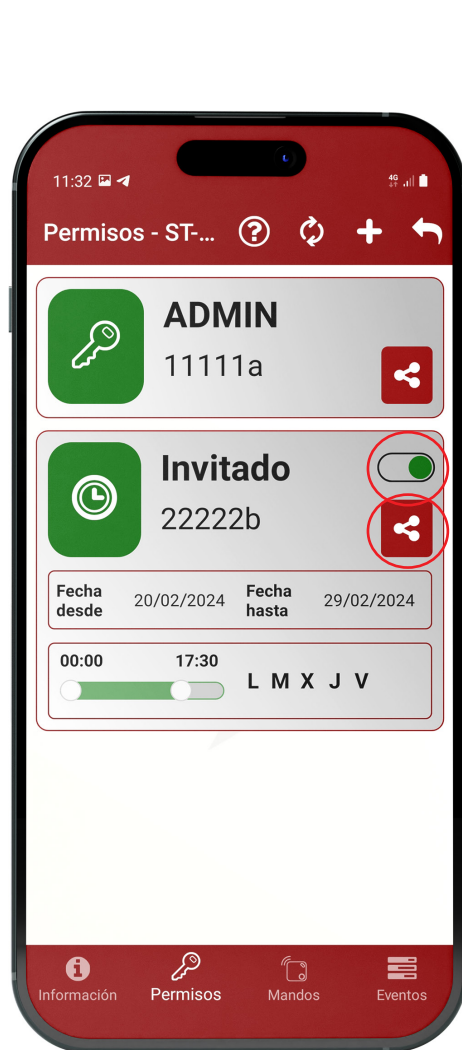 11:32
4G
Permisos - ST-...
ADMIN
11111a
Invitado
22222b
Fecha desde 20/02/2024 Fecha hasta 29/02/2024
00:00 17:30
L M X J V
Información Permisos Mandos Eventos